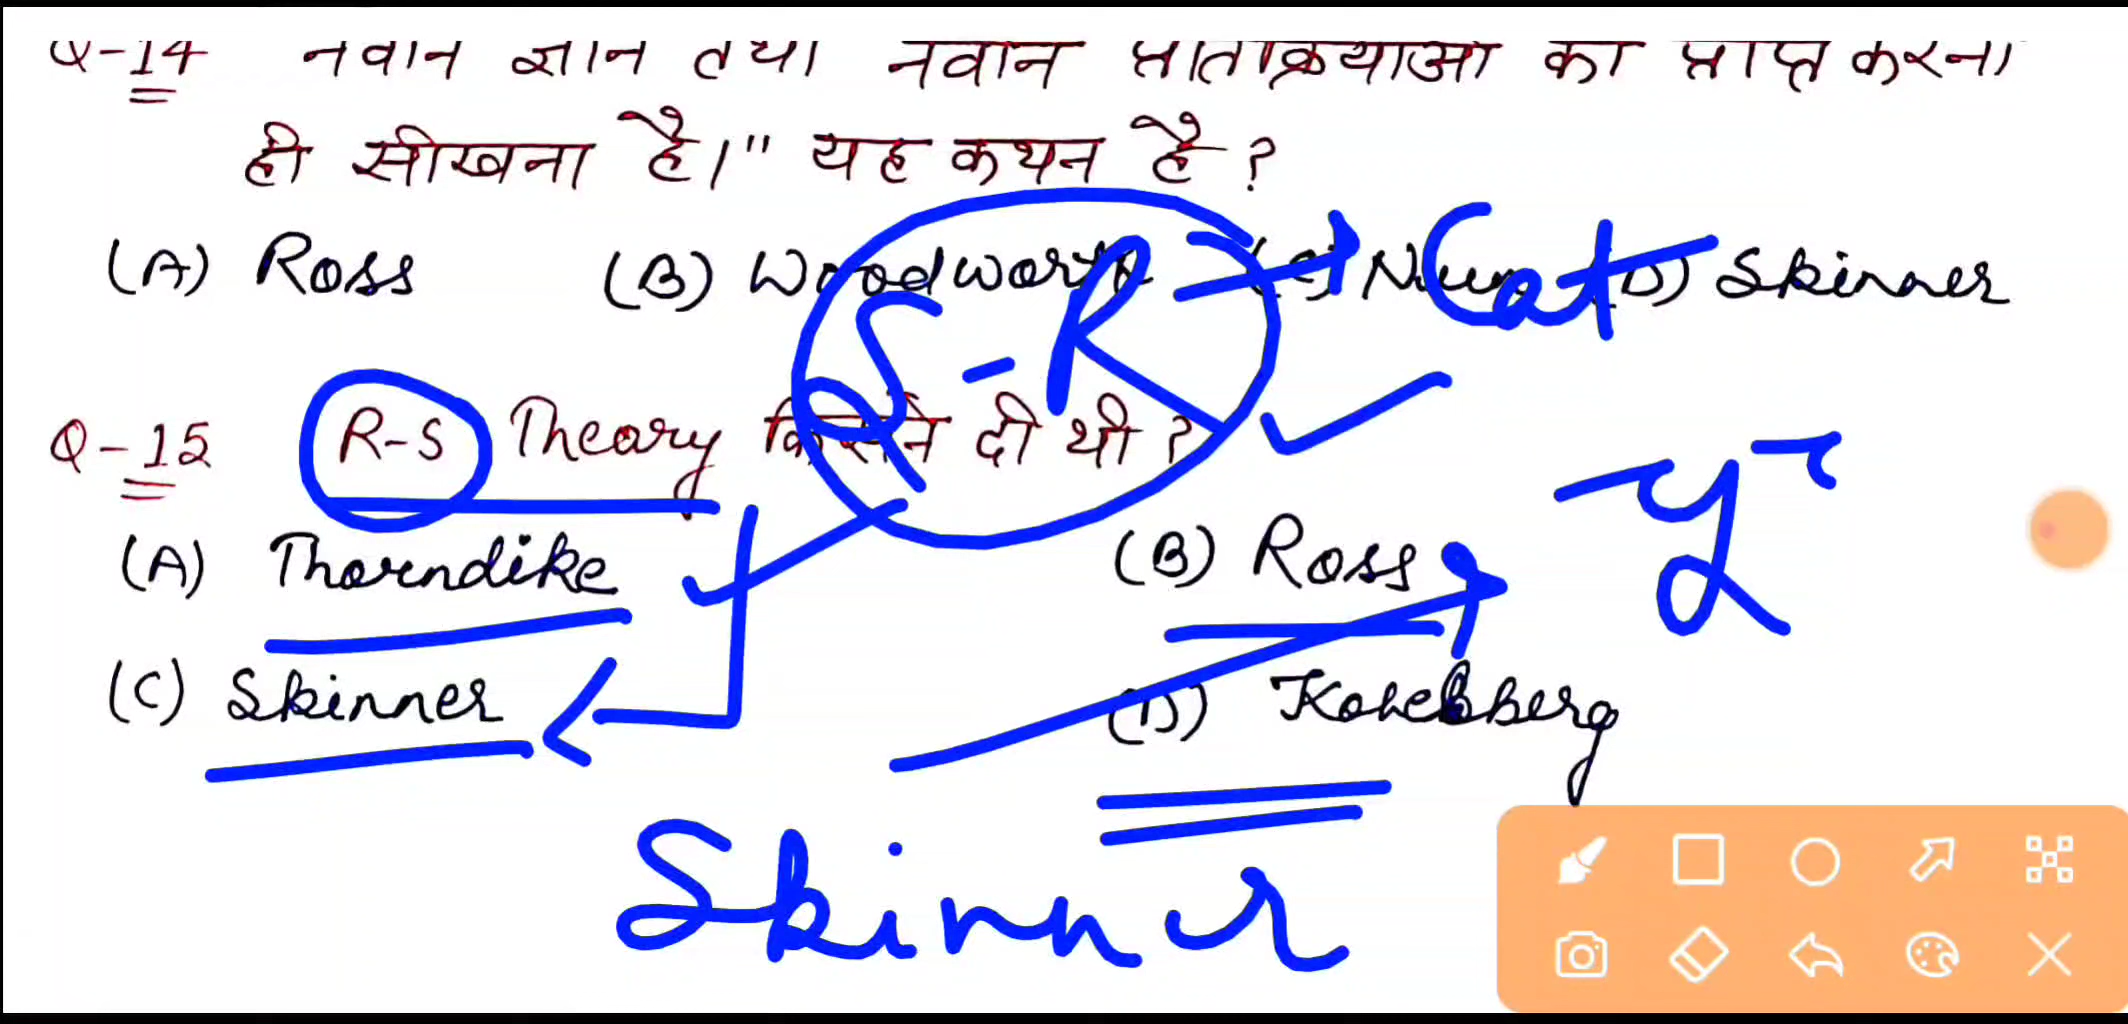 Q-14 नवीन ज्ञान तथा नवीन प्रतिक्रियाओं को प्राप्त करना
ही सीखना है।" यह कथन है ?
(A) Ross (B) Woodworth (C) (D) Skinner
S-R Cat
Q-15 R-S Theory किसने दी थी ?
(A) Thorndike (B) Ross
(C) Skinner (D)
Skinner